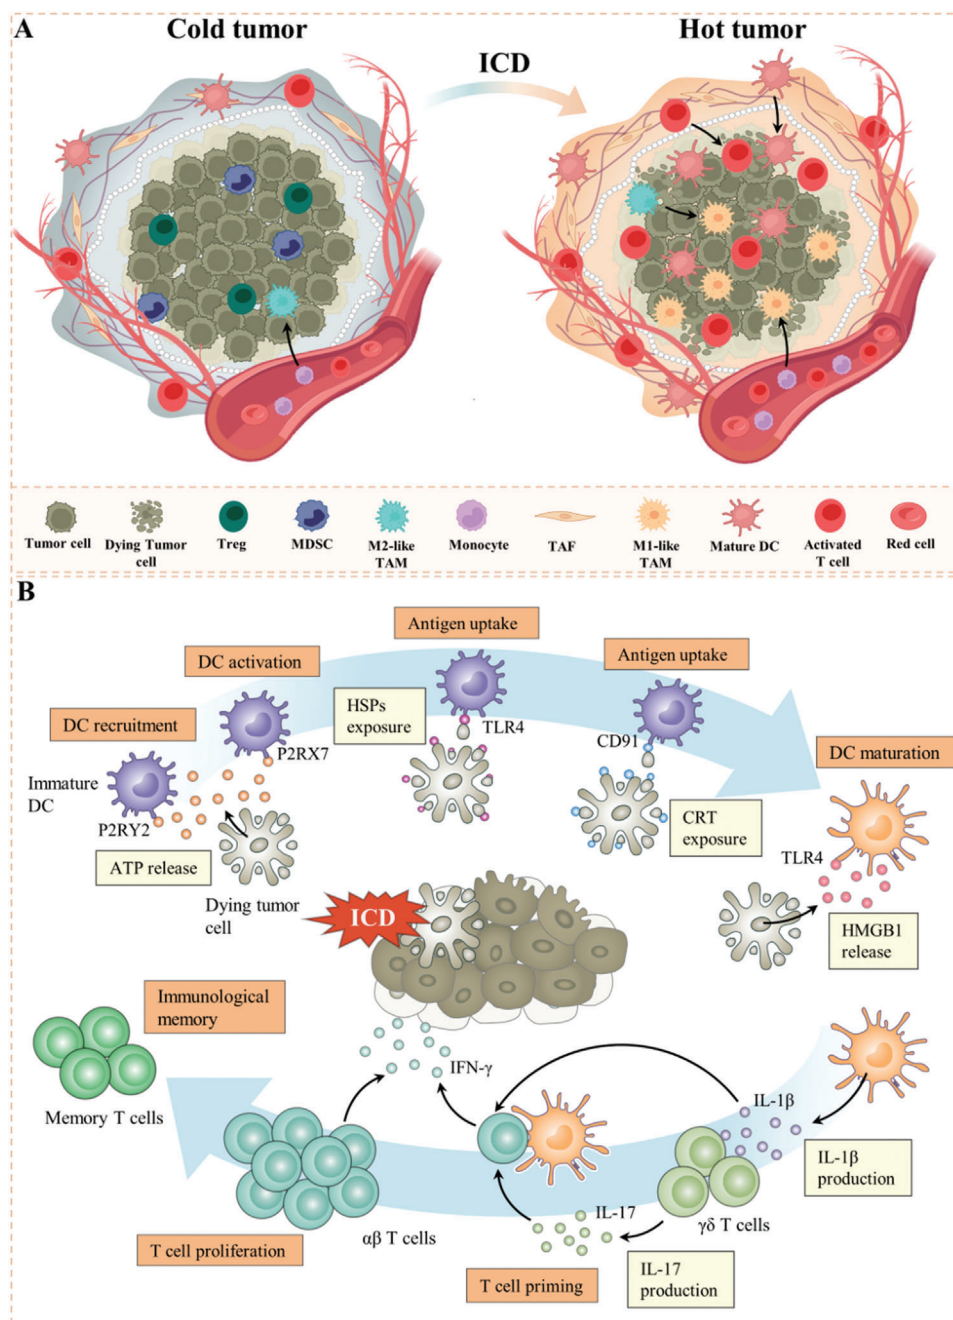 A
Cold tumor
Hot tumor
ICD
Tumor cell
Dying Tumor
cell
Treg
MDSC
M2-like
TAM
Monocyte
TAF
M1-like
TAM
Mature DC
Activated
T cell
Red cell
B
Antigen uptake
DC activation
Antigen uptake
HSPs
exposure
TLR4
DC recruitment
P2RX7
CD91
DC maturation
Immature
DC
P2RY2
CRT
exposure
ATP release
TLR4
Dying tumor
cell
ICD
HMGB1
release
Immunological
memory
IFN-γ
Memory T cells
IL-1β
IL-1β
production
IL-17
γδ T cells
αβ T cells
T cell proliferation
T cell priming
IL-17
production